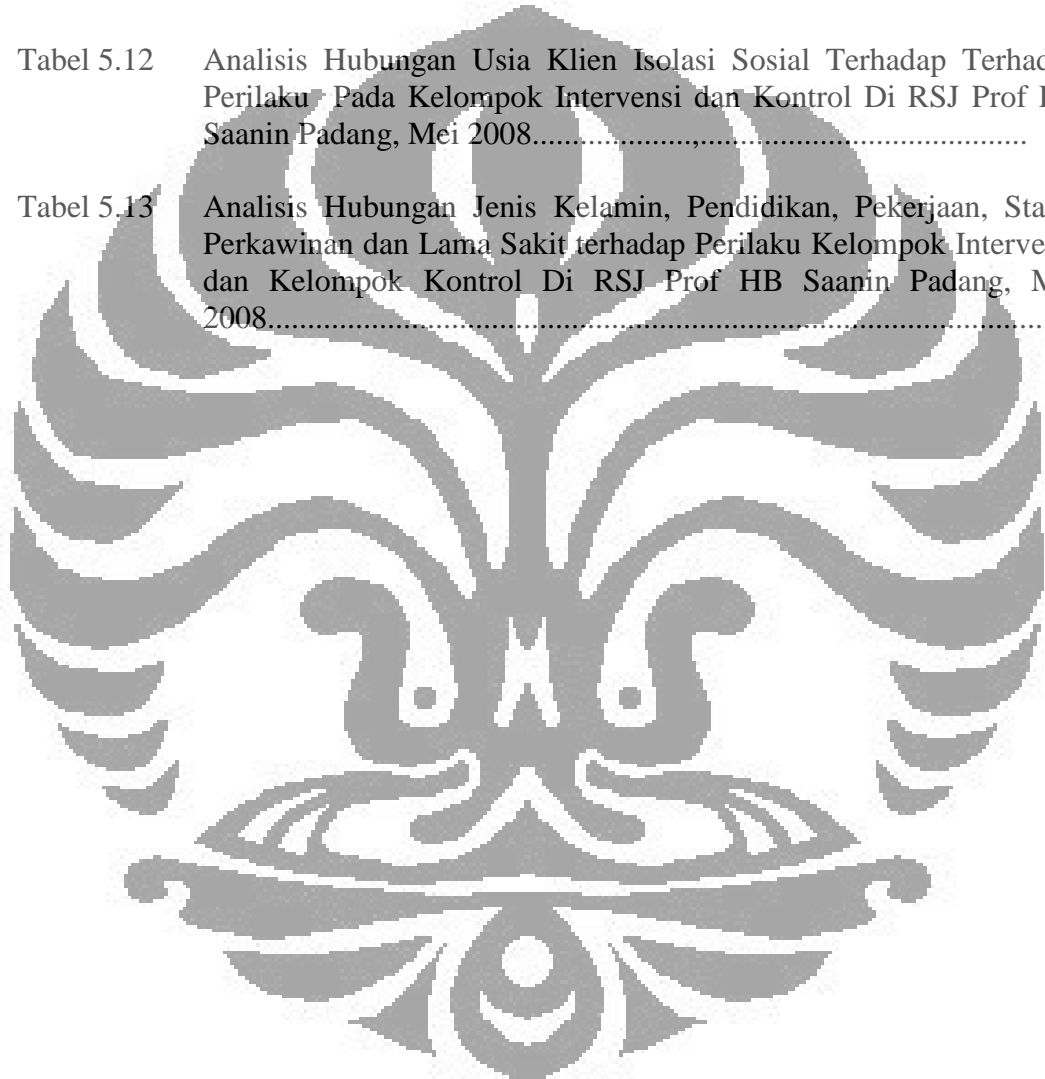 Tabel 5.12 Analisis Hubungan Usia Klien Isolasi Sosial Terhadap Terhad
Perilaku Pada Kelompok Intervensi dan Kontrol Di RSJ Prof
Saanin Padang, Mei 2008..................,....................................
Tabel 5.13 Analisis Hubungan Jenis Kelamin, Pendidikan, Pekerjaan, Sta
Perkawinan dan Lama Sakit terhadap Perilaku Kelompok Interve
dan Kelompok Kontrol Di RSJ Prof HB Saanin Padang, M
2008.....................................................................................